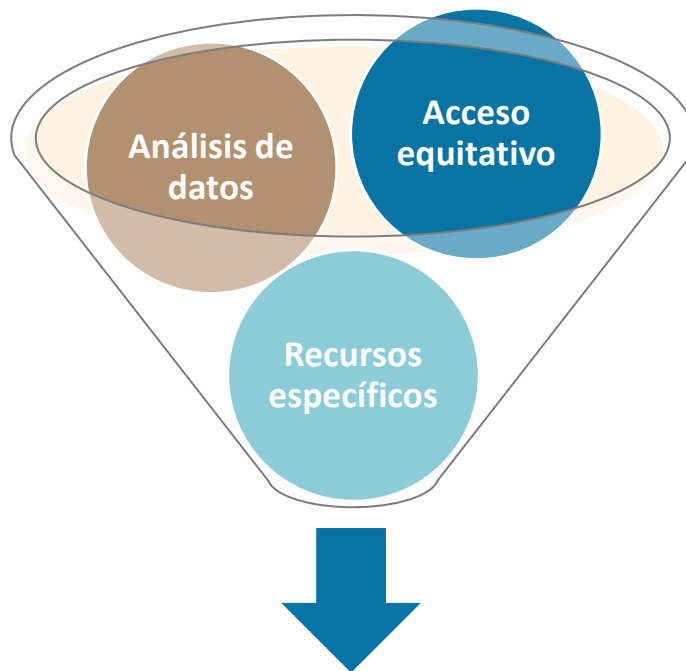 Análisis de
datos
Acceso
equitativo
Recursos
específicos